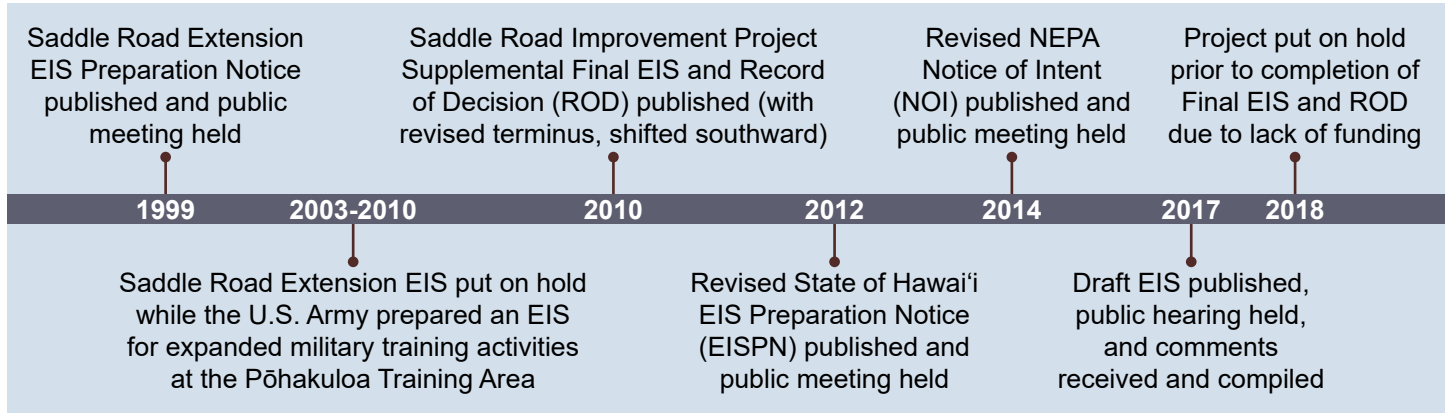 Saddle Road Extension
EIS Preparation Notice
published and public
meeting held
Saddle Road Improvement Project
Supplemental Final EIS and Record
of Decision (ROD) published (with
revised terminus, shifted southward)
Revised NEPA
Notice of Intent
(NOI) published and
public meeting held
Project put on hold
prior to completion of
Final EIS and ROD
due to lack of funding
1999 2003-2010 2010 2012 2014 2017 2018
Saddle Road Extension EIS put on hold
while the U.S. Army prepared an EIS
for expanded military training activities
at the Pōhakuloa Training Area
Revised State of Hawai‘i
EIS Preparation Notice
(EISPN) published and
public meeting held
Draft EIS published,
public hearing held,
and comments
received and compiled